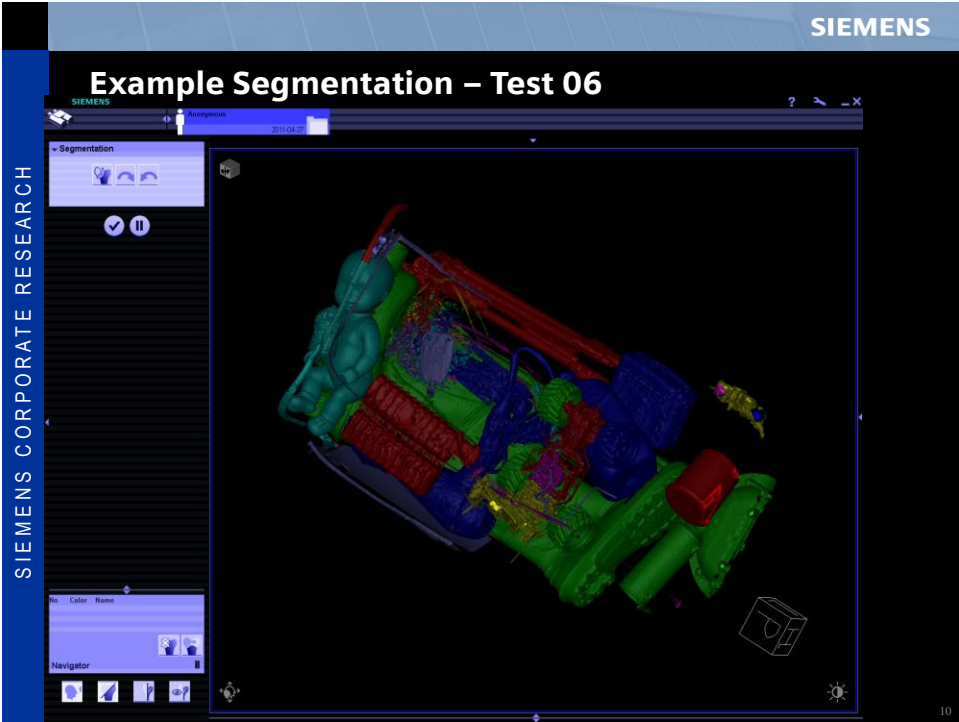 SIEMENS
Example Segmentation – Test 06
SIEMENS
Anonymous
2011-04-27
?
Segmentation
SIEMENS CORPORATE RESEARCH
No Color Name
Navigator
10